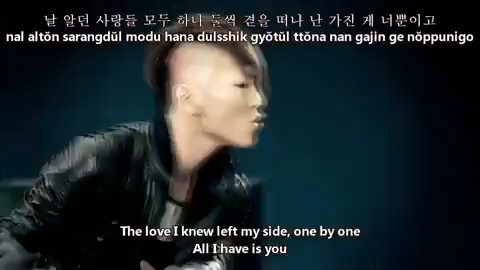 날 알던 사랑들 모두 하나 둘씩 곁을 떠나 난 가진 게 너뿐이고
nal altŏn sarangdŭl modu hana dulsshik gyŏtŭl ttŏna nan gajin ge nŏppunigo
The love I knew left my side, one by one
All I have is you